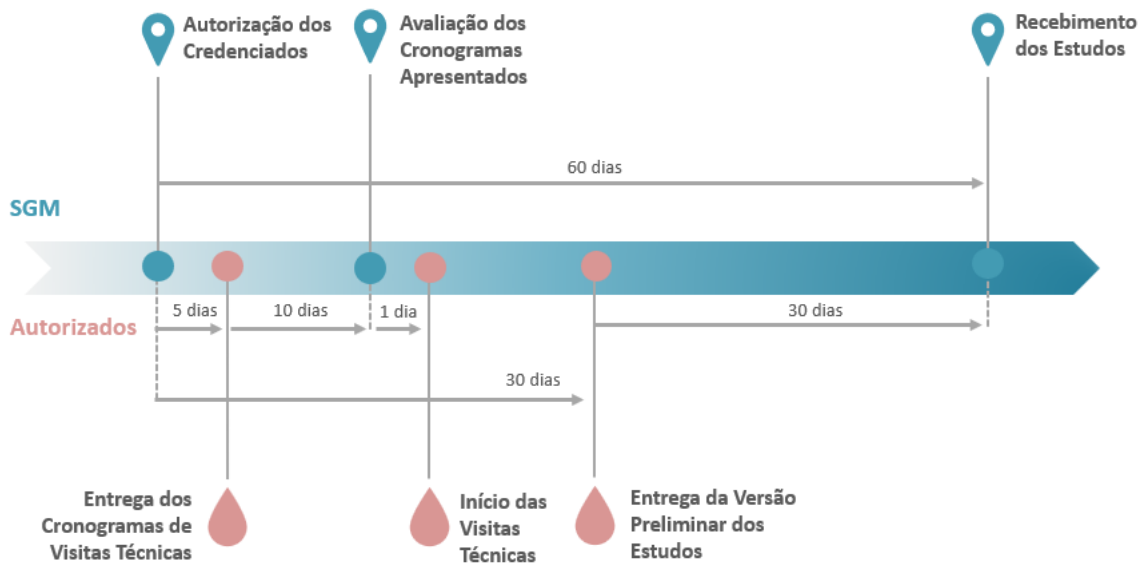 Autorização dos
Credenciados
Avaliação dos
Cronogramas
Apresentados
Recebimento
dos Estudos
60 dias
SGM
5 dias
10 dias
1 dia
30 dias
Autorizados
30 dias
Entrega dos
Cronogramas de
Visitas Técnicas
Início das
Visitas
Técnicas
Entrega da Versão
Preliminar dos
Estudos